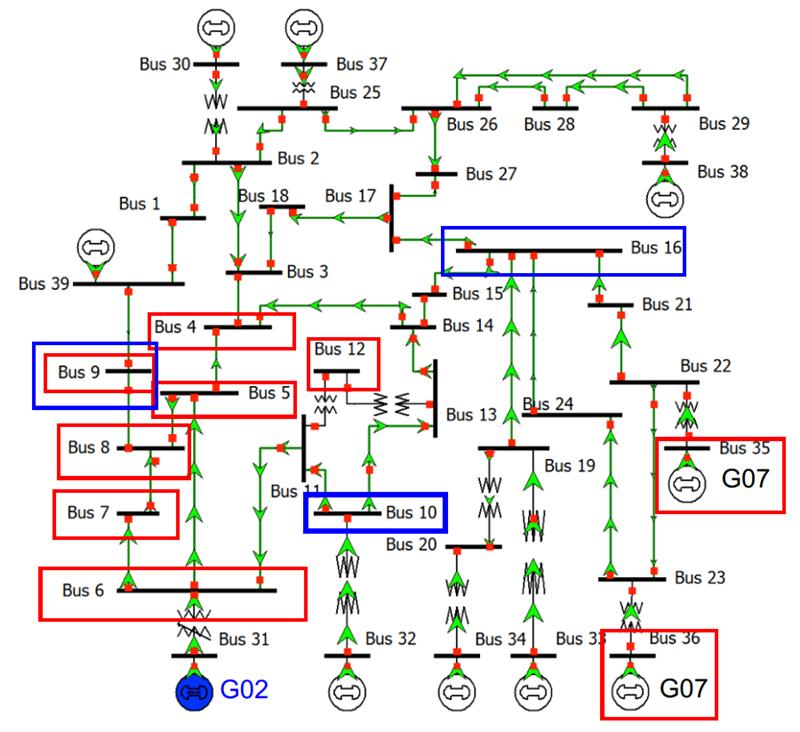 Bus 30
Bus 37
Bus 25
Bus 26
Bus 28
Bus 29
Bus 2
Bus 27
Bus 38
Bus 18
Bus 17
Bus 1
Bus 16
Bus 39
Bus 3
Bus 15
Bus 21
Bus 4
Bus 14
Bus 12
Bus 22
Bus 9
Bus 5
Bus 13
Bus 24
Bus 8
Bus 35
Bus 19
G07
Bus 11
Bus 7
Bus 10
Bus 20
Bus 23
Bus 6
Bus 31
Bus 32
Bus 34
Bus 33
Bus 36
G02
G07